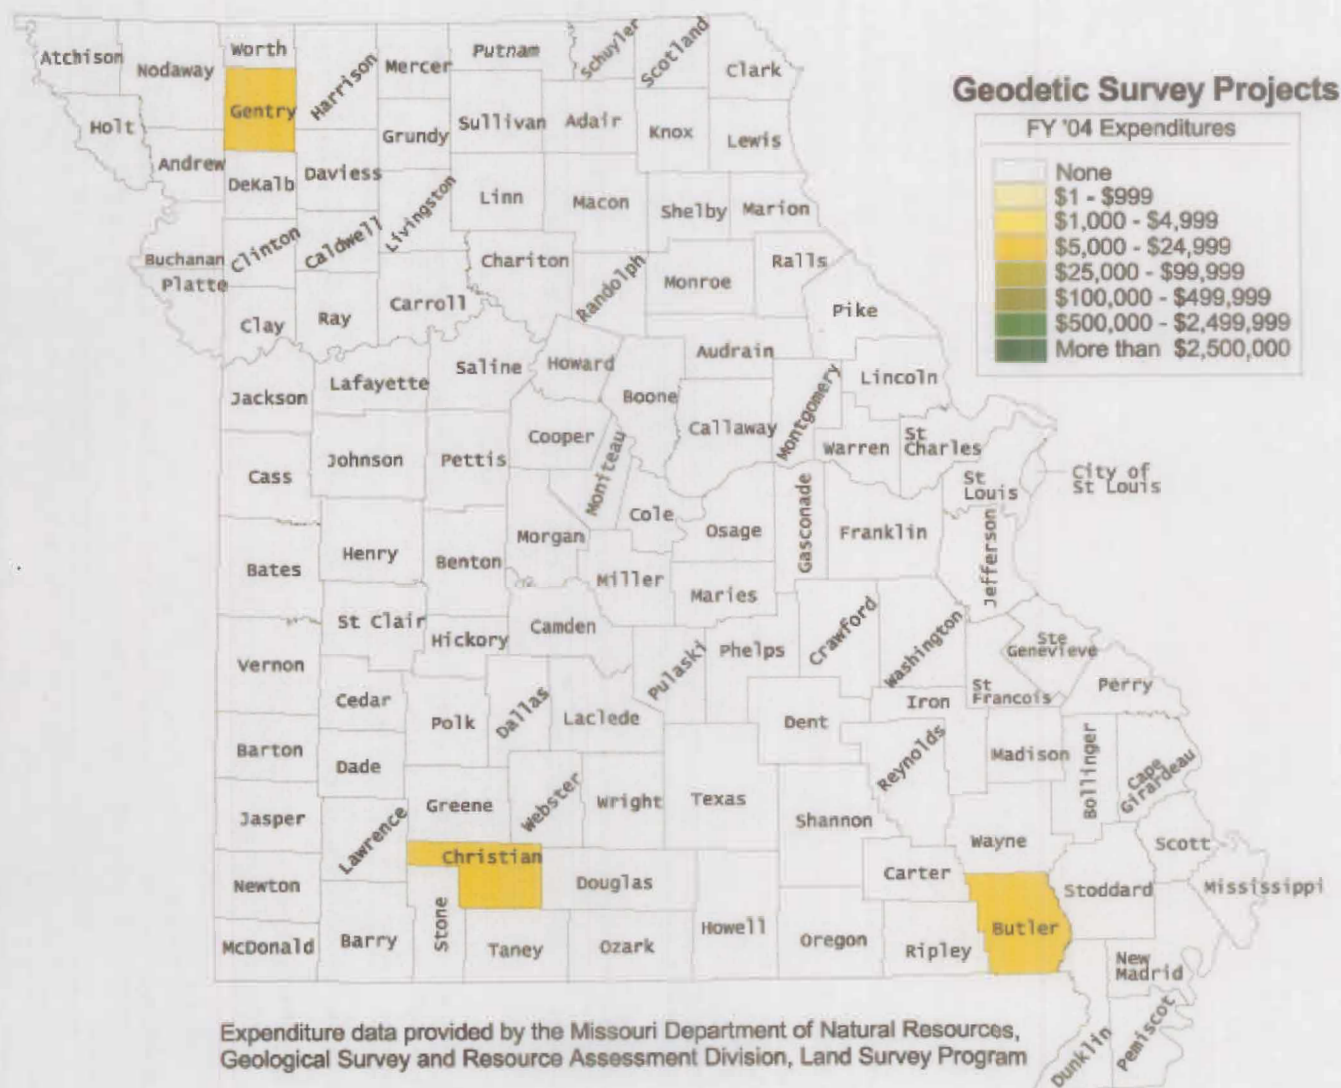 Geodetic Survey Projects
FY '04 Expenditures
None
$1 - $999
$1,000 - $4,999
$5,000 - $24,999
$25,000 - $99,999
$100,000 - $499,999
$500,000 - $2,499,999
More than $2,500,000
Atchison
Nodaway
Worth
Harrison
Mercer
Putnam
Schuyler
Scotland
Clark
Gentry
Holt
Andrew
DeKalb
Daviess
Grundy
Sullivan
Adair
Knox
Lewis
Linn
Macon
Shelby
Marion
Buchanan
Clinton
Caldwell
Livingston
Chariton
Randolph
Monroe
Ralls
Platte
Clay
Ray
Carroll
Pike
Jackson
Lafayette
Saline
Howard
Boone
Audrain
Callaway
Montgomery
Lincoln
Cass
Johnson
Pettis
Cooper
Moniteau
Warren
St
Charles
St
Louis
City of
St Louis
Bates
Henry
Benton
Morgan
Cole
Osage
Gasconade
Franklin
Jefferson
Miller
Maries
St Clair
Hickory
Camden
Pulaski
Phelps
Crawford
Washington
Ste
Genevieve
Vernon
Cedar
Polk
Dallas
Laclede
Dent
Iron
St
Francois
Perry
Barton
Dade
Greene
Webster
Wright
Texas
Reynolds
Madison
Bollinger
Cape
Girardeau
Jasper
Lawrence
Christian
Shannon
Wayne
Scott
Newton
Stone
Douglas
Howell
Carter
Butler
Stoddard
Mississippi
McDonald
Barry
Taney
Ozark
Oregon
Ripley
New
Madrid
Dunklin
Pemiscot
Expenditure data provided by the Missouri Department of Natural Resources,
Geological Survey and Resource Assessment Division, Land Survey Program